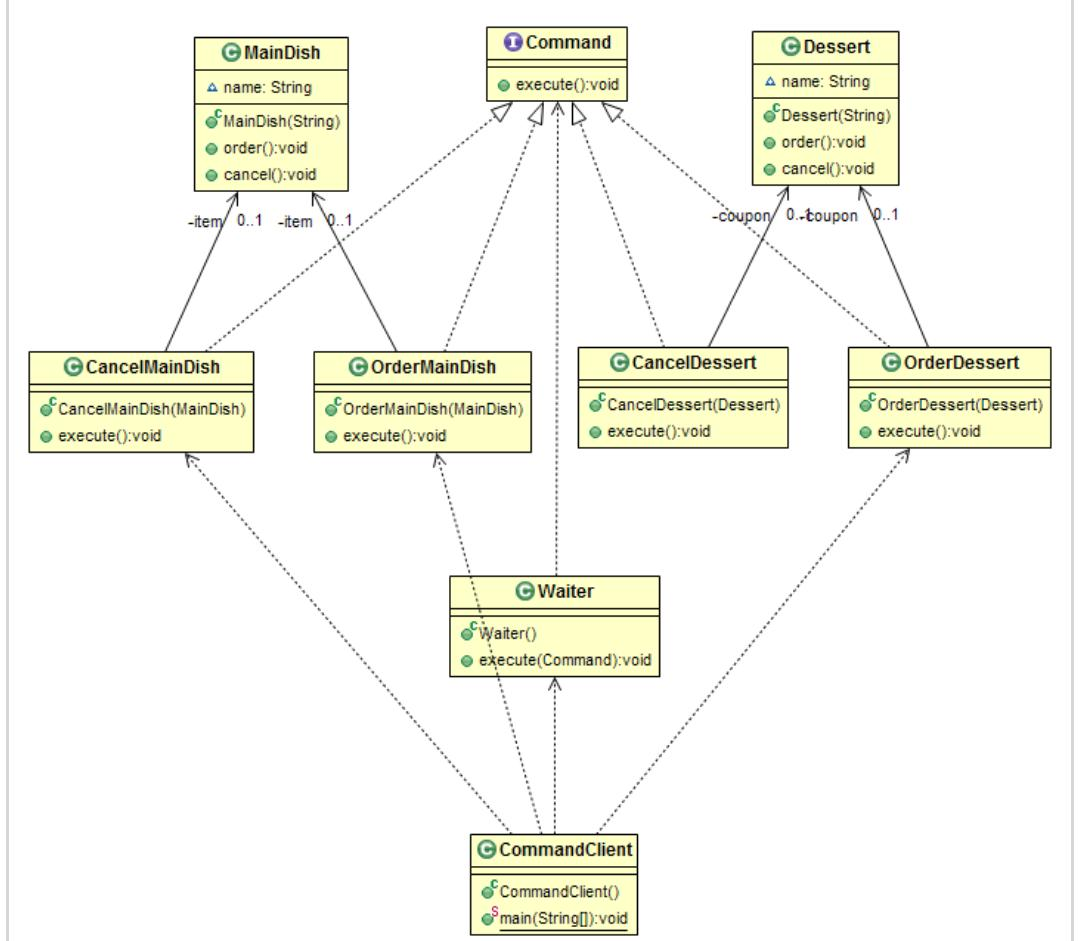 MainDish
name: String
MainDish(String)
order():void
cancel():void
Command
execute():void
Dessert
name: String
Dessert(String)
order():void
cancel():void
-item 0..1 -item 0..1
-coupon 0..1 -coupon 0..1
CancelMainDish
CancelMainDish(MainDish)
execute():void
OrderMainDish
OrderMainDish(MainDish)
execute():void
CancelDessert
CancelDessert(Dessert)
execute():void
OrderDessert
OrderDessert(Dessert)
execute():void
Waiter
Waiter()
execute(Command):void
CommandClient
CommandClient()
main(String[]):void